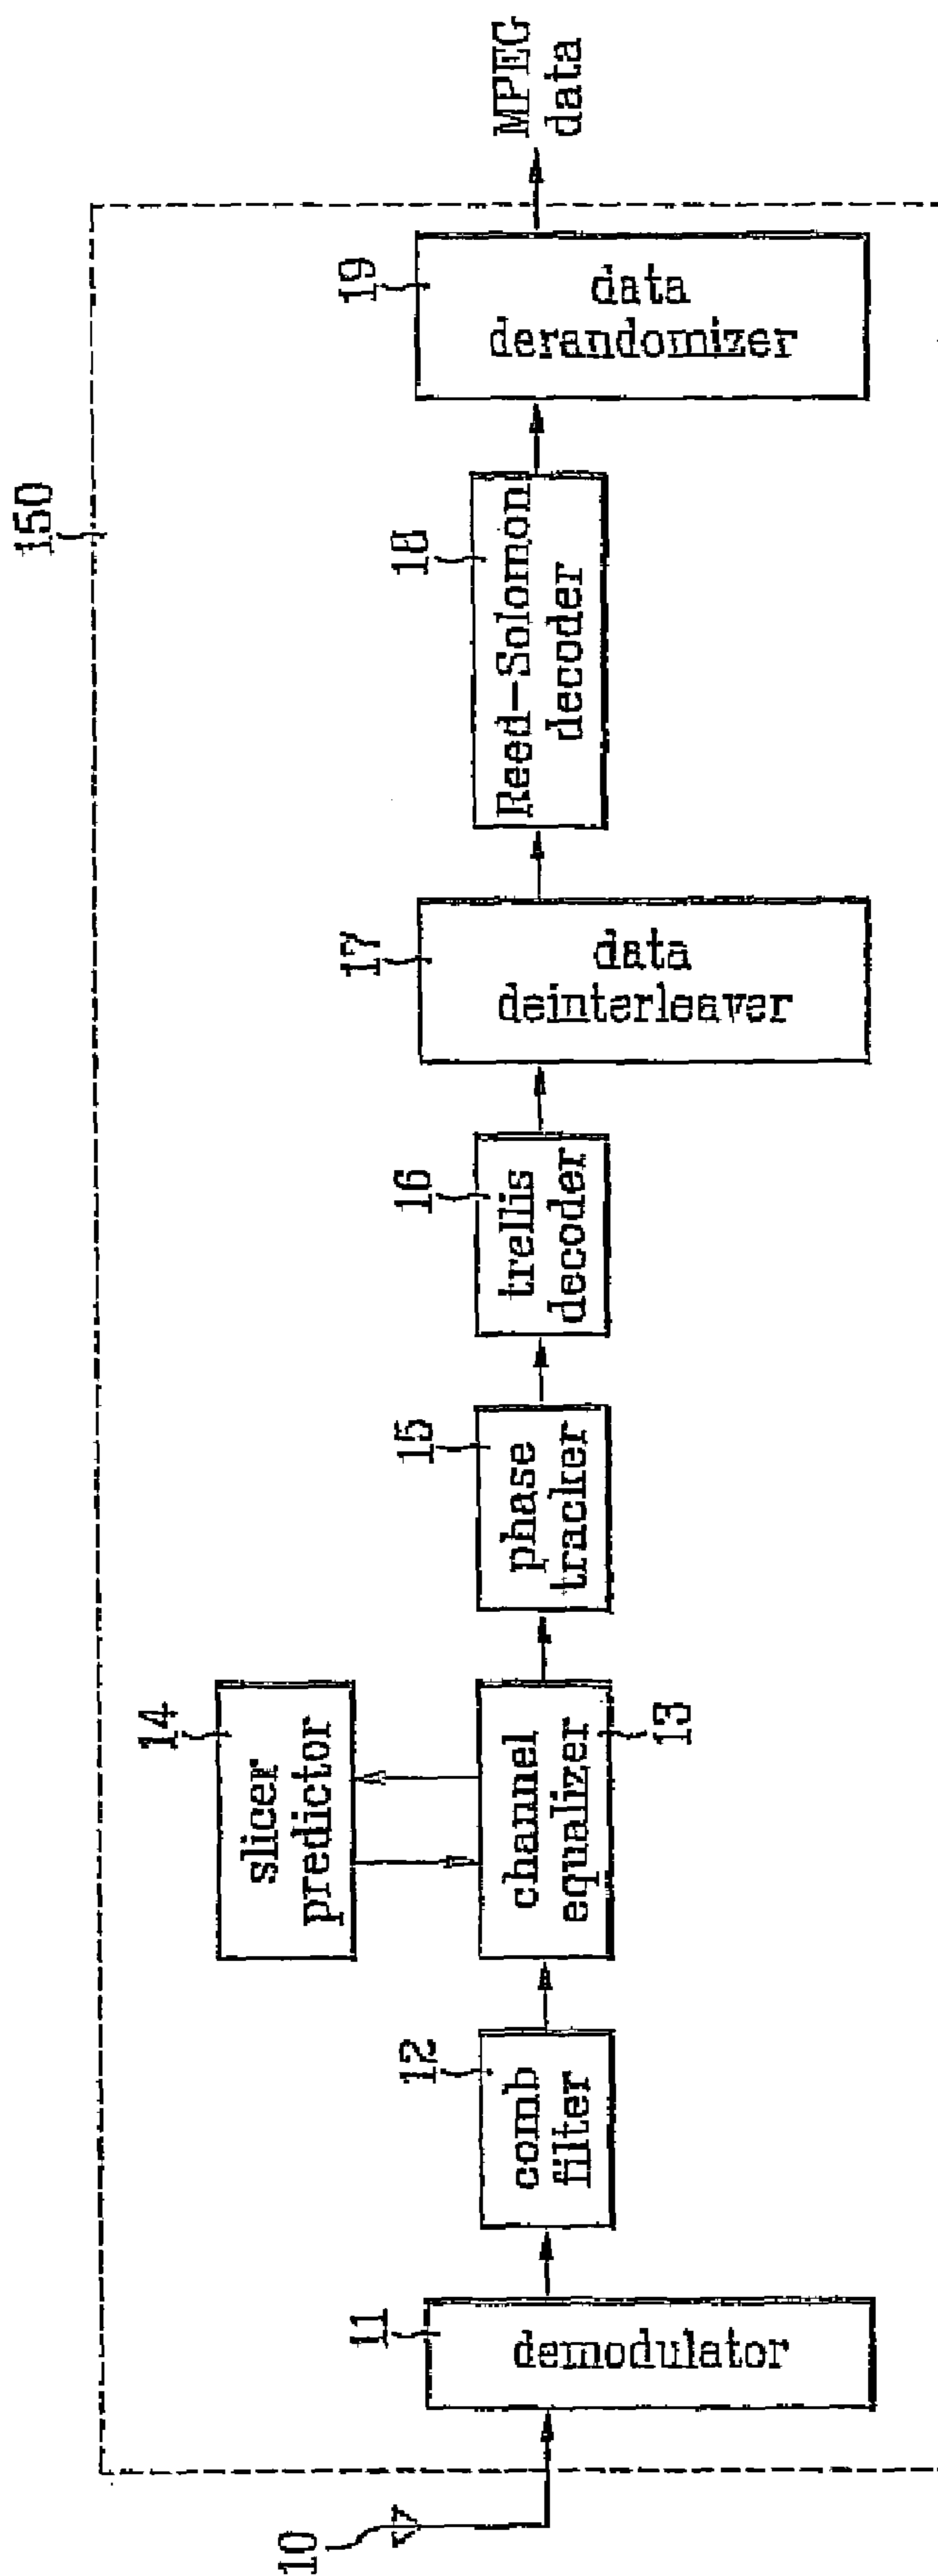 150
10
11
demodulator
12
comb
filter
14
slicer
predictor
channel
equalizer
13
15
phase
tracker
16
trellis
decoder
17
data
deinterleaver
18
Reed-Solomon
decoder
19
data
derandomizer
MPEG
data